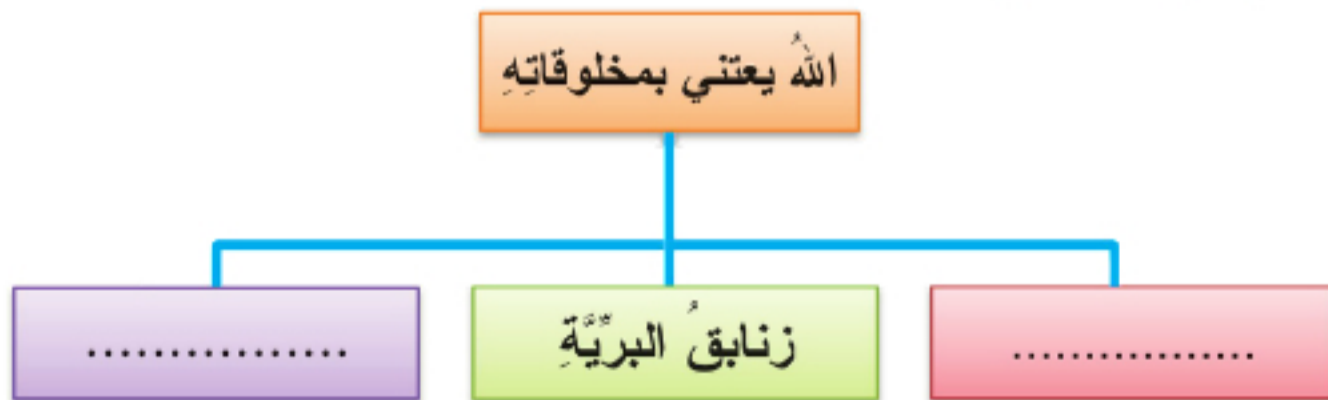 اللهُ يعتني بمخلوقاتِهِ
.................
زنابقُ البرِّيَّةِ
................